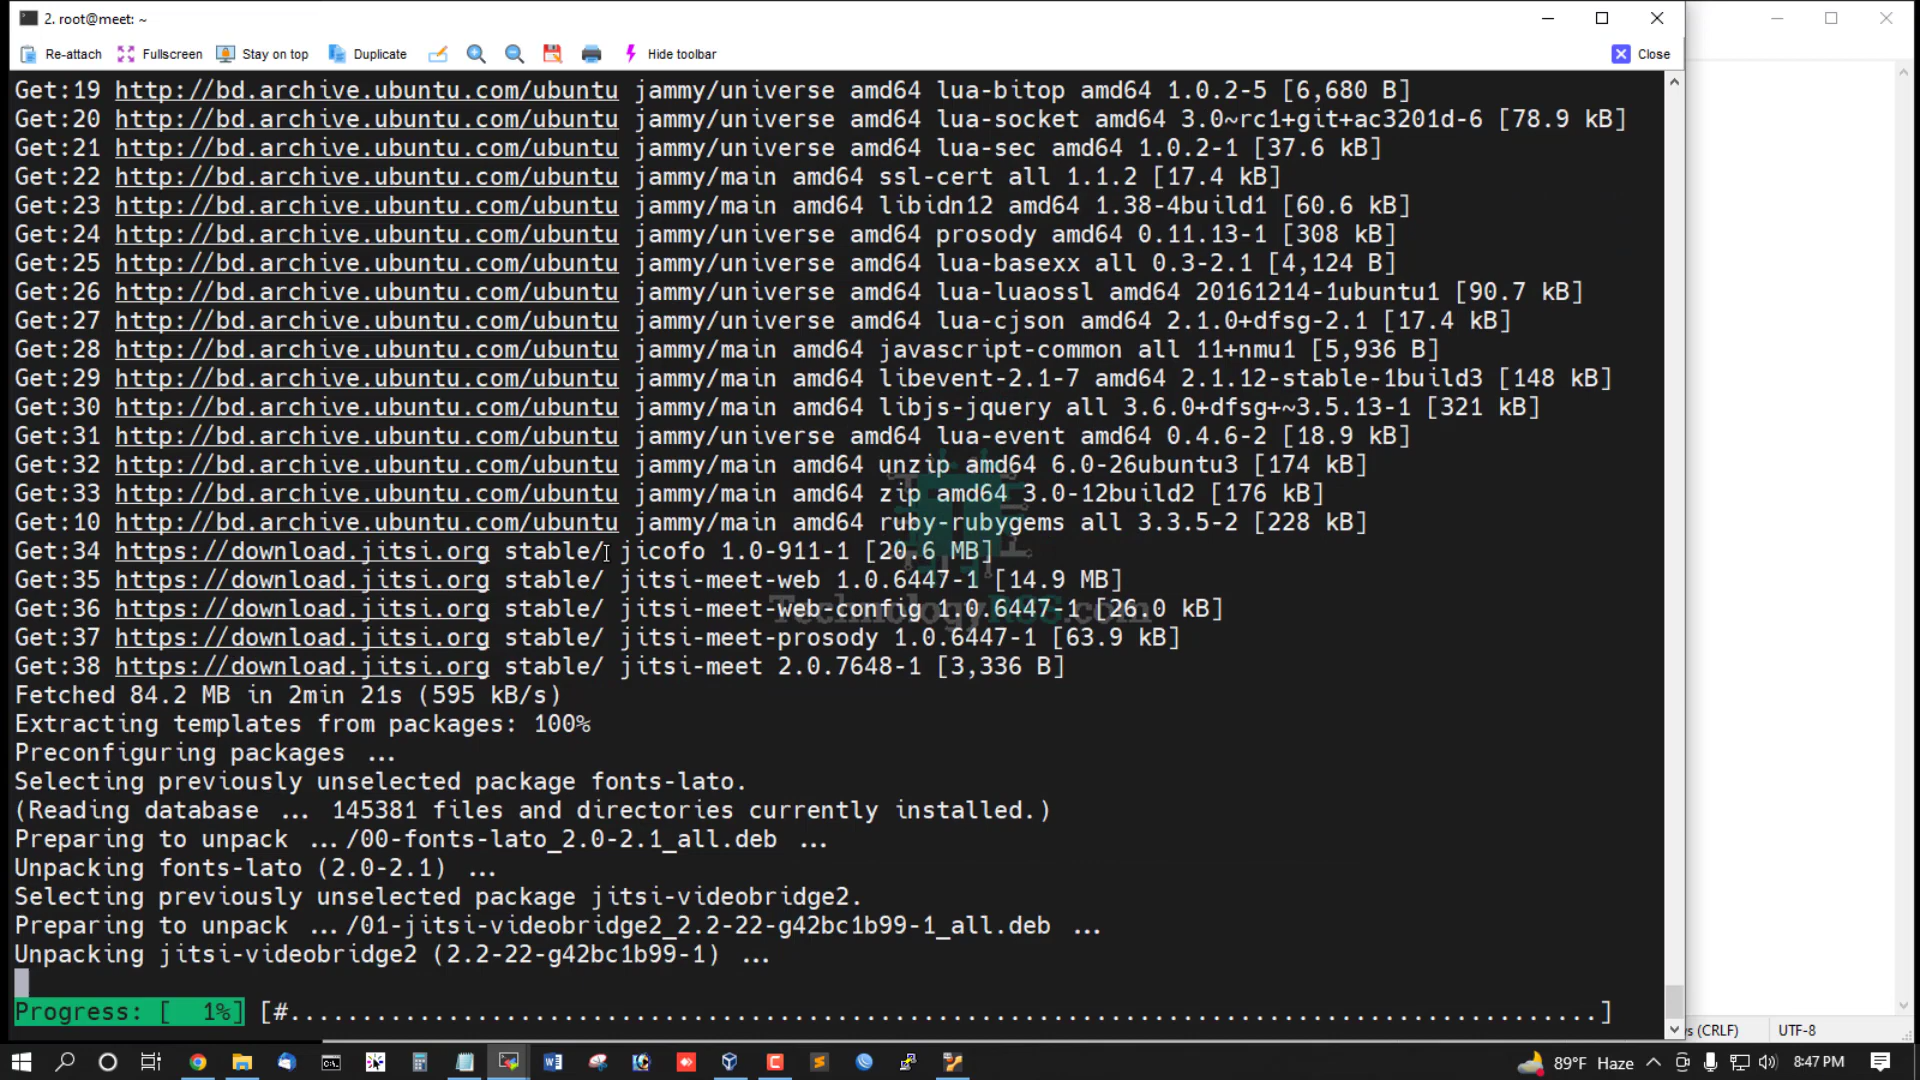 2. root@meet: ~
Re-attach Fullscreen Stay on top Duplicate Hide toolbar Close
Get:19 http://bd.archive.ubuntu.com/ubuntu jammy/universe amd64 lua-bitop amd64 1.0.2-5 [6,680 B]
Get:20 http://bd.archive.ubuntu.com/ubuntu jammy/universe amd64 lua-socket amd64 3.0~rc1+git+ac3201d-6 [78.9 kB]
Get:21 http://bd.archive.ubuntu.com/ubuntu jammy/universe amd64 lua-sec amd64 1.0.2-1 [37.6 kB]
Get:22 http://bd.archive.ubuntu.com/ubuntu jammy/main amd64 ssl-cert all 1.1.2 [17.4 kB]
Get:23 http://bd.archive.ubuntu.com/ubuntu jammy/main amd64 libidn12 amd64 1.38-4build1 [60.6 kB]
Get:24 http://bd.archive.ubuntu.com/ubuntu jammy/universe amd64 prosody amd64 0.11.13-1 [308 kB]
Get:25 http://bd.archive.ubuntu.com/ubuntu jammy/universe amd64 lua-basexx all 0.3-2.1 [4,124 B]
Get:26 http://bd.archive.ubuntu.com/ubuntu jammy/universe amd64 lua-luaossl amd64 20161214-1ubuntu1 [90.7 kB]
Get:27 http://bd.archive.ubuntu.com/ubuntu jammy/universe amd64 lua-cjson amd64 2.1.0+dfsg-2.1 [17.4 kB]
Get:28 http://bd.archive.ubuntu.com/ubuntu jammy/main amd64 javascript-common all 11+nmu1 [5,936 B]
Get:29 http://bd.archive.ubuntu.com/ubuntu jammy/main amd64 libevent-2.1-7 amd64 2.1.12-stable-1build3 [148 kB]
Get:30 http://bd.archive.ubuntu.com/ubuntu jammy/main amd64 libjs-jquery all 3.6.0+dfsg+~3.5.13-1 [321 kB]
Get:31 http://bd.archive.ubuntu.com/ubuntu jammy/universe amd64 lua-event amd64 0.4.6-2 [18.9 kB]
Get:32 http://bd.archive.ubuntu.com/ubuntu jammy/main amd64 unzip amd64 6.0-26ubuntu3 [174 kB]
Get:33 http://bd.archive.ubuntu.com/ubuntu jammy/main amd64 zip amd64 3.0-12build2 [176 kB]
Get:10 http://bd.archive.ubuntu.com/ubuntu jammy/main amd64 ruby-rubygems all 3.3.5-2 [228 kB]
Get:34 https://download.jitsi.org stable/ jicofo 1.0-911-1 [20.6 MB]
Get:35 https://download.jitsi.org stable/ jitsi-meet-web 1.0.6447-1 [14.9 MB]
Get:36 https://download.jitsi.org stable/ jitsi-meet-web-config 1.0.6447-1 [26.0 kB]
TechnologyRSS.com
Get:37 https://download.jitsi.org stable/ jitsi-meet-prosody 1.0.6447-1 [63.9 kB]
Get:38 https://download.jitsi.org stable/ jitsi-meet 2.0.7648-1 [3,336 B]
Fetched 84.2 MB in 2min 21s (595 kB/s)
Extracting templates from packages: 100%
Preconfiguring packages ...
Selecting previously unselected package fonts-lato.
(Reading database ... 145381 files and directories currently installed.)
Preparing to unpack .../00-fonts-lato_2.0-2.1_all.deb ...
Unpacking fonts-lato (2.0-2.1) ...
Selecting previously unselected package jitsi-videobridge2.
Preparing to unpack .../01-jitsi-videobridge2_2.2-22-g42bc1b99-1_all.deb ...
Unpacking jitsi-videobridge2 (2.2-22-g42bc1b99-1) ...
Progress: [  1%] [#...........................................................................................]
s (CRLF) UTF-8
89°F Haze 8:47 PM